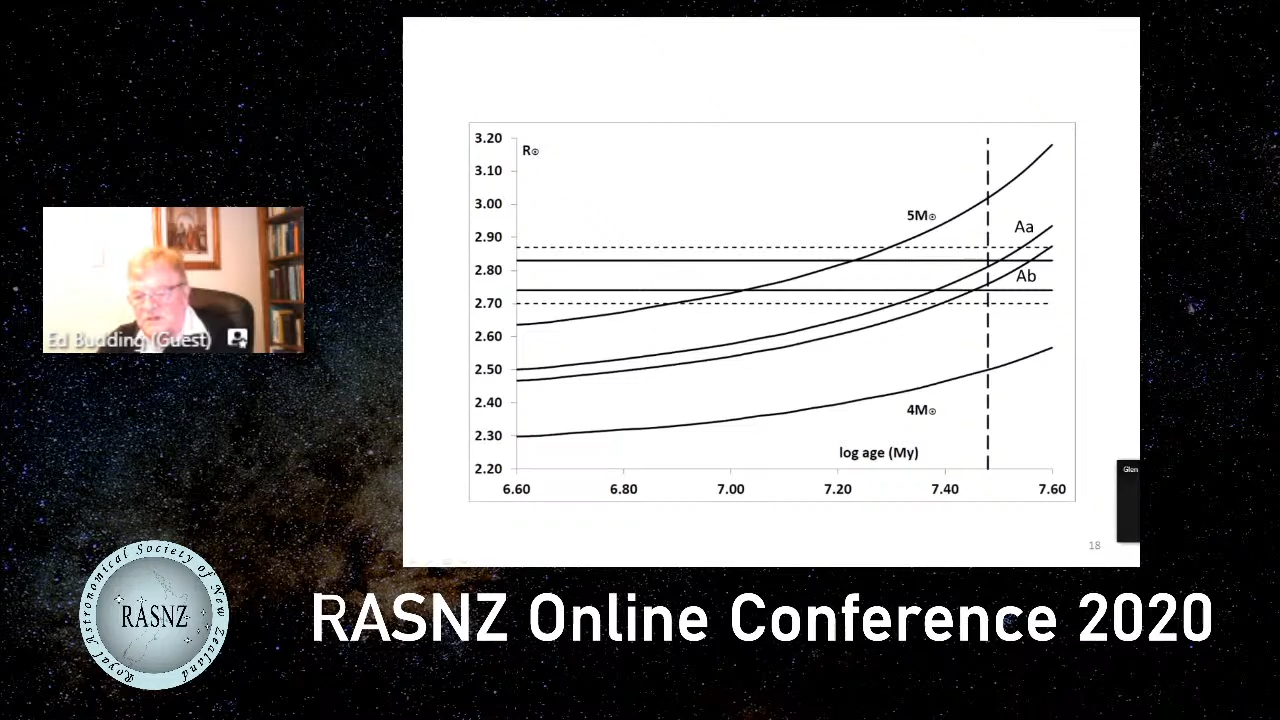 3.20
R☉
3.10
3.00
5M☉
2.90
Aa
2.80
Ab
2.70
2.60
2.50
2.40
4M☉
2.30
log age (My)
2.20
6.60 6.80 7.00 7.20 7.40 7.60
18
Glen
Ed Budding (Guest)
Royal Astronomical Society of New Zealand
RASNZ
RASNZ Online Conference 2020